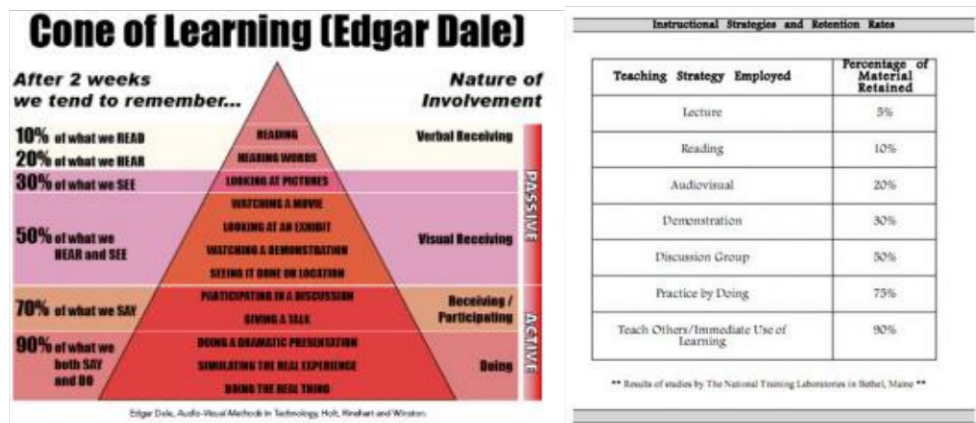 Cone of Learning (Edgar Dale)
After 2 weeks
we tend to remember...
Nature of
Involvement
10% of what we READ
20% of what we HEAR
30% of what we SEE
50% of what we
HEAR and SEE
70% of what we SAY
90% of what we
both SAY
and DO
READING
HEARING WORDS
LOOKING AT PICTURES
WATCHING A MOVIE
LOOKING AT AN EXHIBIT
WATCHING A DEMONSTRATION
SEEING IT DONE ON LOCATION
PARTICIPATING IN A DISCUSSION
GIVING A TALK
DOING A DRAMATIC PRESENTATION
SIMULATING THE REAL EXPERIENCE
DOING THE REAL THING
Verbal Receiving
Visual Receiving
Receiving /
Participating
Doing
PASSIVE
ACTIVE
Edgar Dale, Audio-Visual Methods in Technology, Holt, Rinehart and Winston.
Instructional Strategies and Retention Rates
Teaching Strategy Employed
Percentage of
Material
Retained
Lecture 5%
Reading 10%
Audiovisual 20%
Demonstration 30%
Discussion Group 50%
Practice by Doing 75%
Teach Others/Immediate Use of
Learning
90%
** Results of studies by The National Training Laboratories in Bethel, Maine **